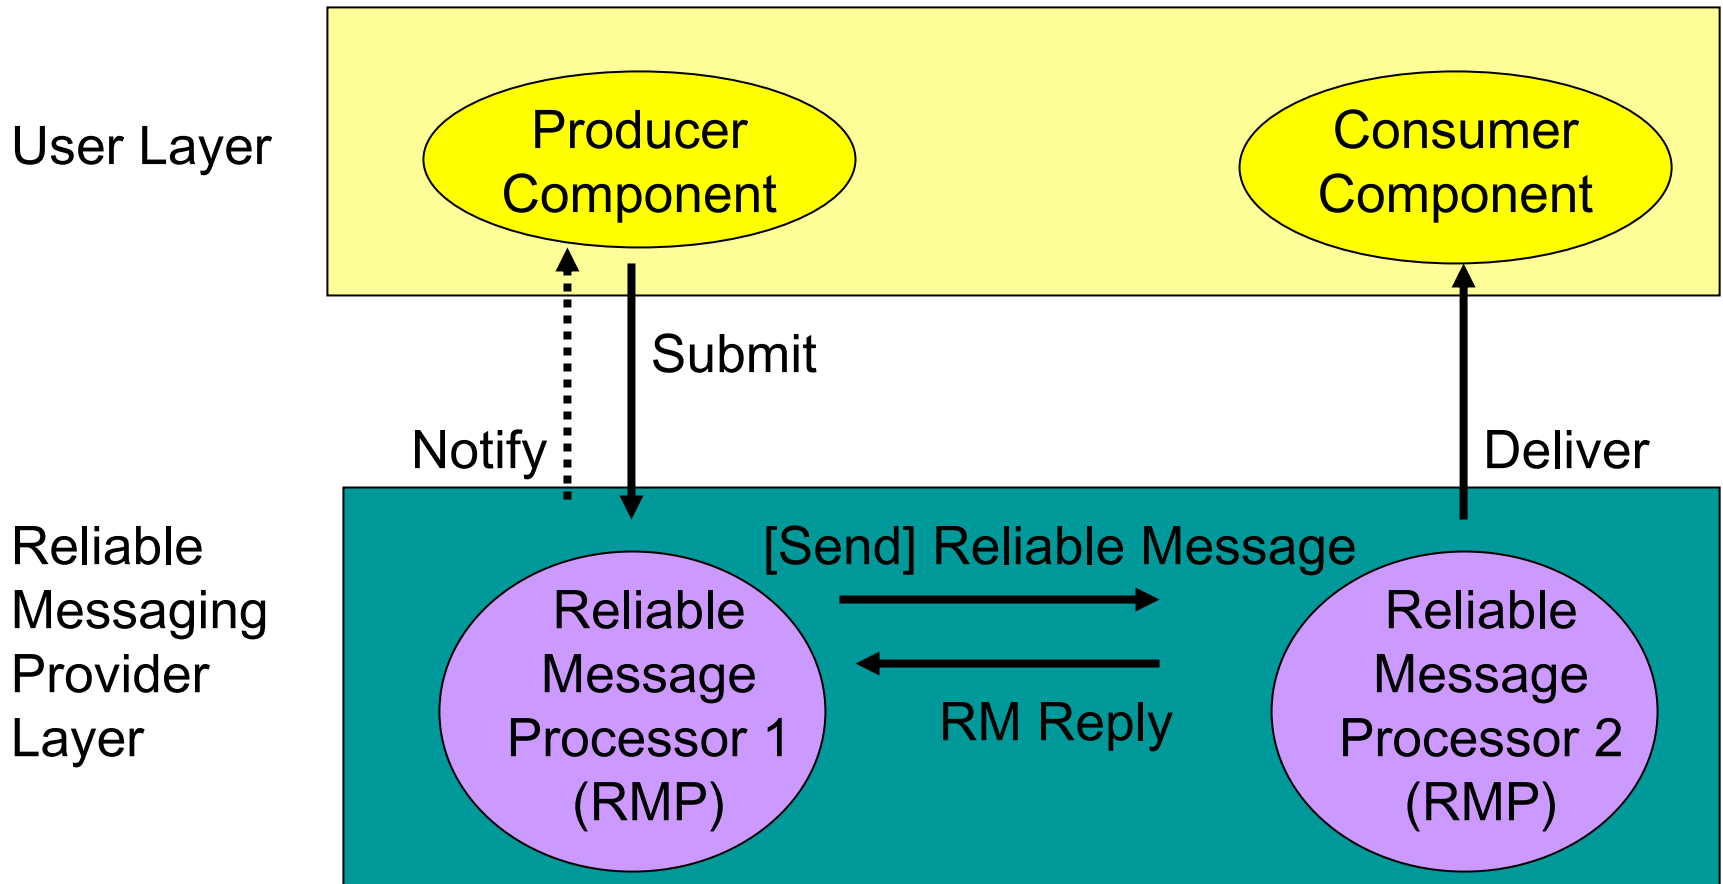 User Layer
Producer
Component
Consumer
Component
Submit
Notify
Deliver
Reliable
Messaging
Provider
Layer
[Send] Reliable Message
Reliable
Message
Processor 1
(RMP)
RM Reply
Reliable
Message
Processor 2
(RMP)